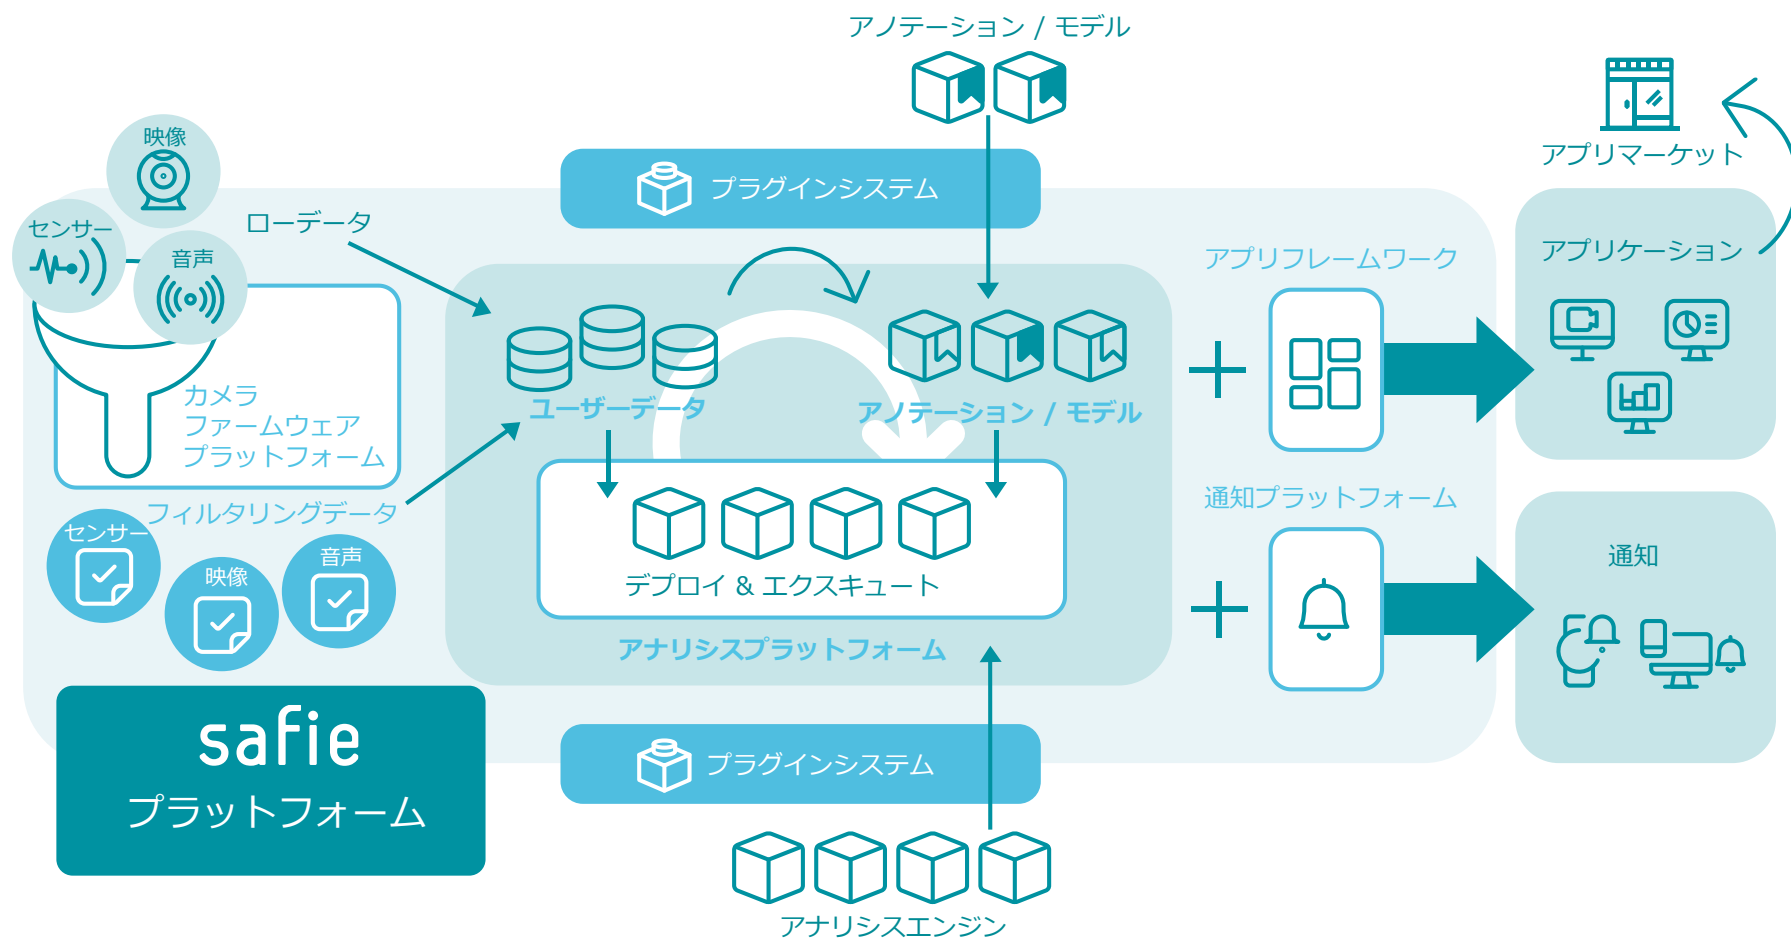 アノテーション / モデル
アプリマーケット
映像
センサー
音声
ローデータ
プラグインシステム
カメラ
ファームウェア
プラットフォーム
フィルタリングデータ
センサー
映像
音声
ユーザーデータ
アノテーション / モデル
デプロイ & エクスキュート
アナリシスプラットフォーム
アプリフレームワーク
アプリケーション
通知プラットフォーム
通知
safie
プラットフォーム
プラグインシステム
アナリシスエンジン